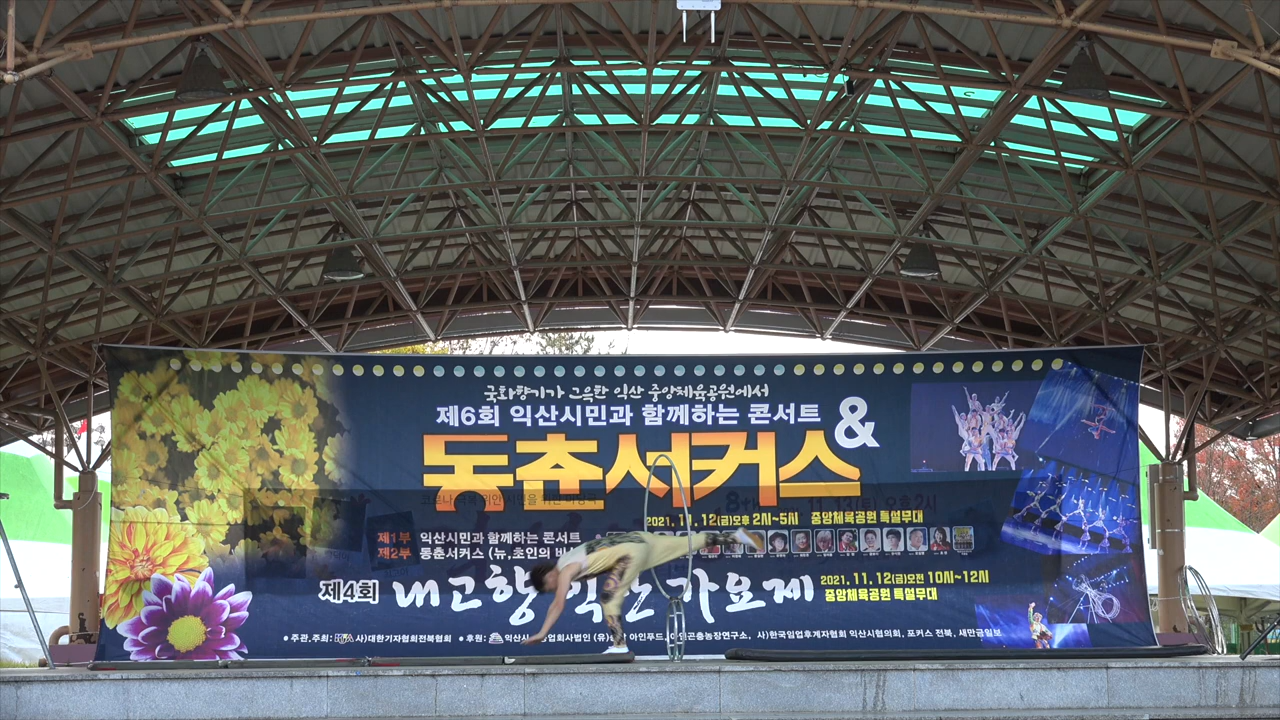 국화향기가 그윽한 익산 중앙체육공원에서
제6회 익산시민과 함께하는 콘서트 &
동춘서커스
2021. 11. 12(금)오후 2시~5시 중앙체육공원 특설무대
제1부 익산시민과 함께하는 콘서트
제2부 동춘서커스 (뉴,초인의 비상
제4회 내고향 익산 가요제
2021. 11. 12(금)오전 10시~12시
중앙체육공원 특설무대
●주관,주최: 사)대한기자협회전북협회 ●후원: 익산시 아인푸드, 사)한국임업후계자협회 익산시협의회, 포커스 전북, 새만금일보